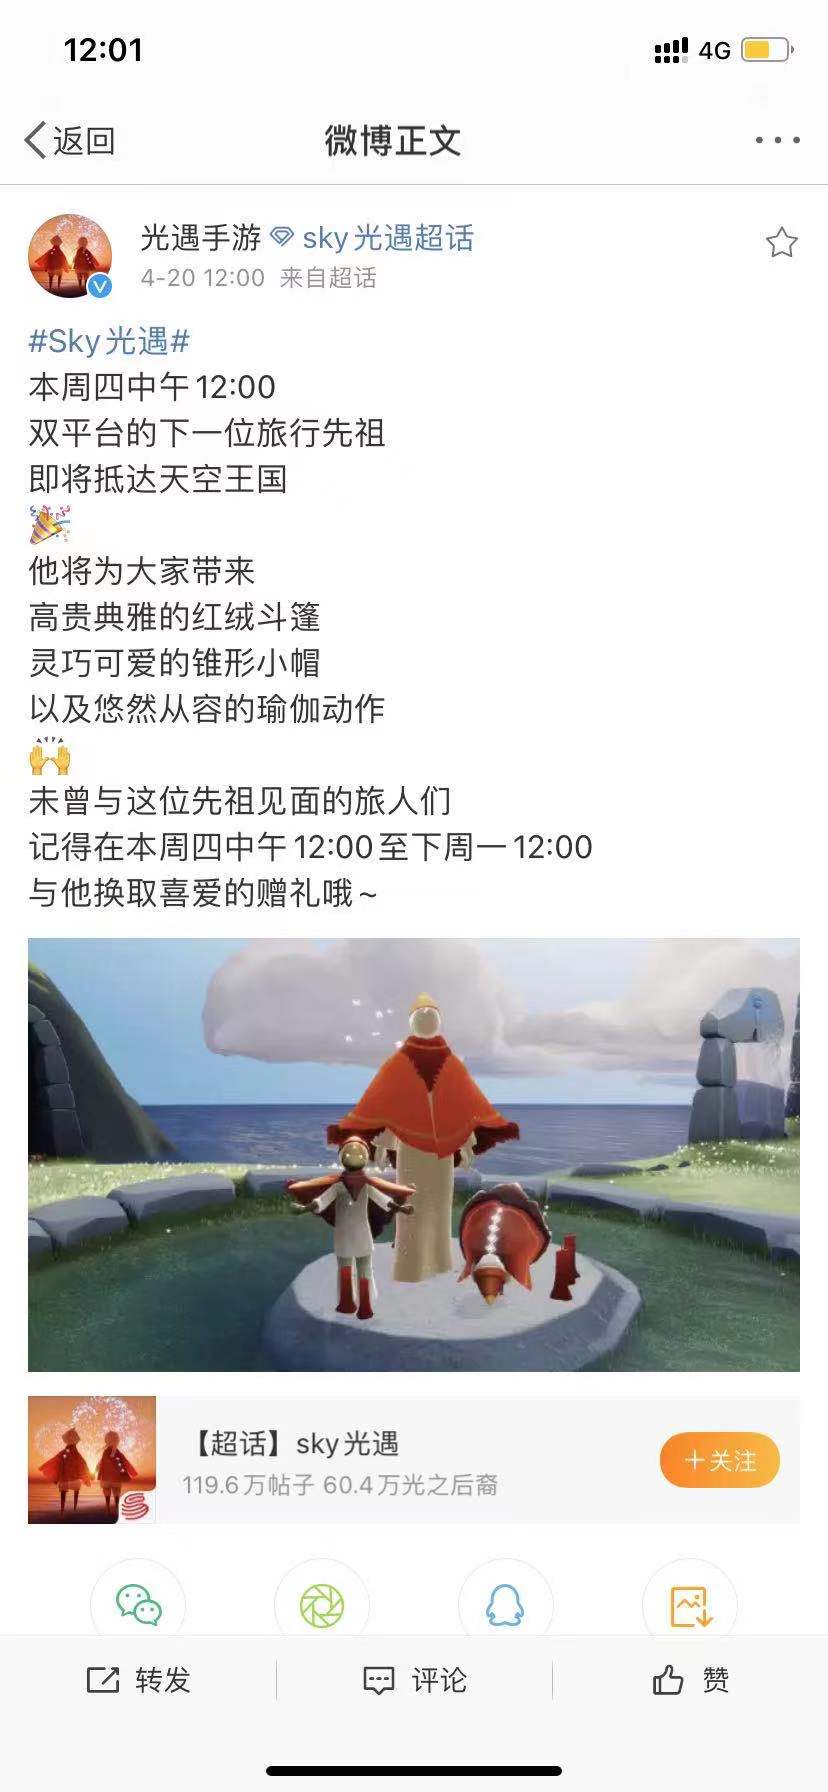 12:01
4G
返回
微博正文
光遇手游 sky光遇超话
4-20 12:00 来自超话
#Sky光遇#
本周四中午12:00
双平台的下一位旅行先祖
即将抵达天空王国
🎉
他将为大家带来
高贵典雅的红绒斗篷
灵巧可爱的锥形小帽
以及悠然从容的瑜伽动作
🙌
未曾与这位先祖见面的旅人们
记得在本周四中午12:00至下周一12:00
与他换取喜爱的赠礼哦~
【超话】sky光遇
119.6万帖子 60.4万光之后裔
+关注
转发
评论
赞